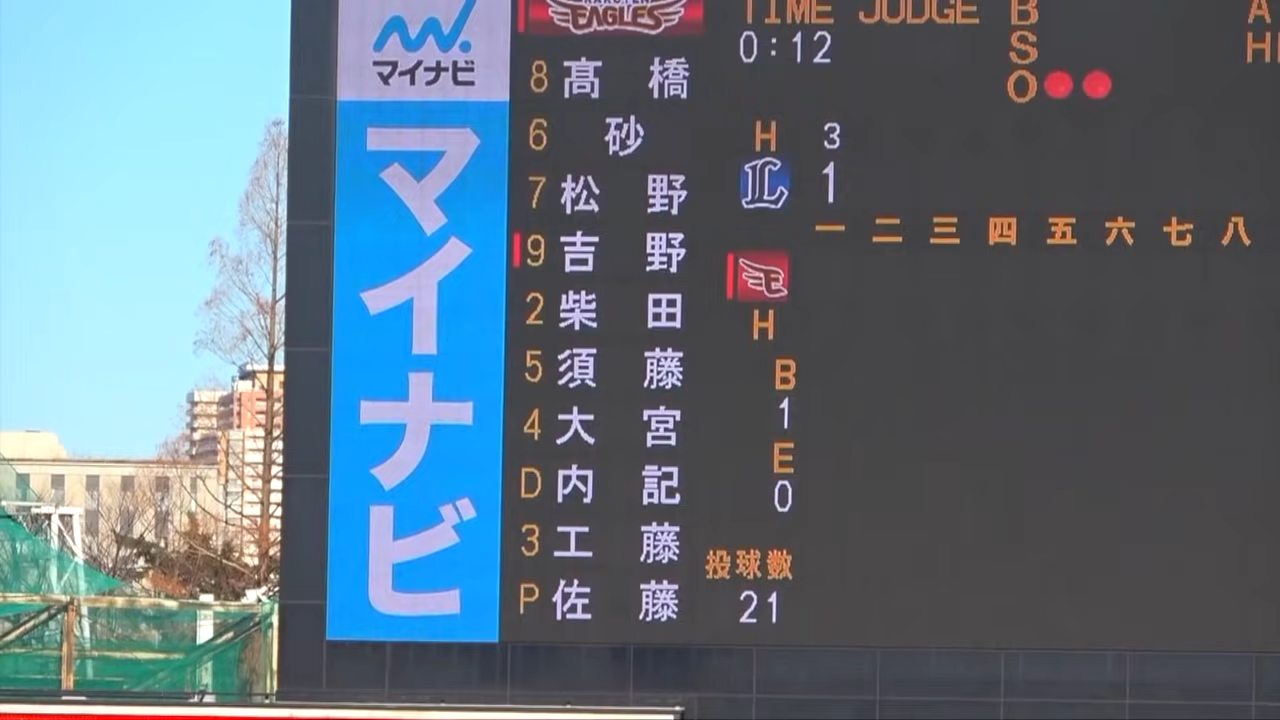 マイナビ
マイナビ
EAGLES
8 髙橋
6 砂
7 松野
9 吉野
2 柴田
5 須藤
4 大宮
D 内記
3 工藤
P 佐藤
TIME JUDGE
0:12
B
S
O
A
H
H 3
L 1
一 二 三 四 五 六 七 八
E
H
B
1
E
0
投球数
21